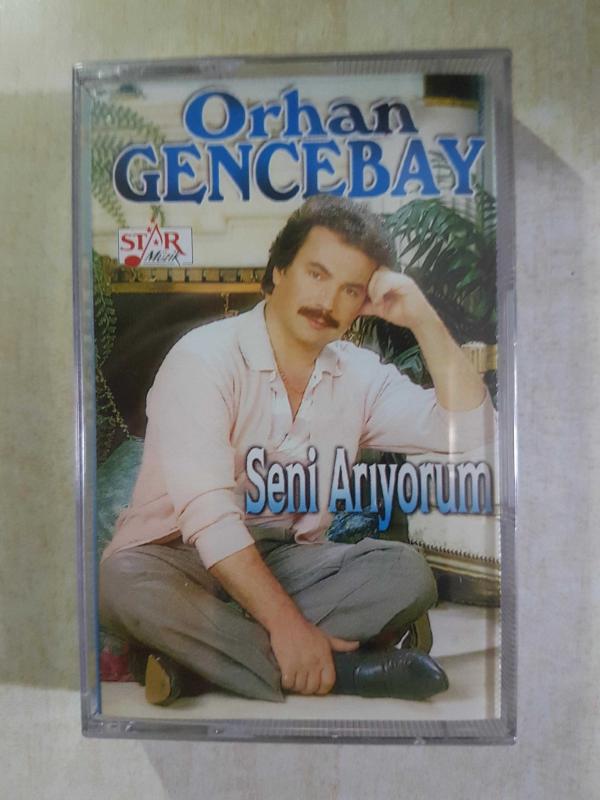 Orhan
GENCEBAY
STAR
Müzik
Seni Arıyorum